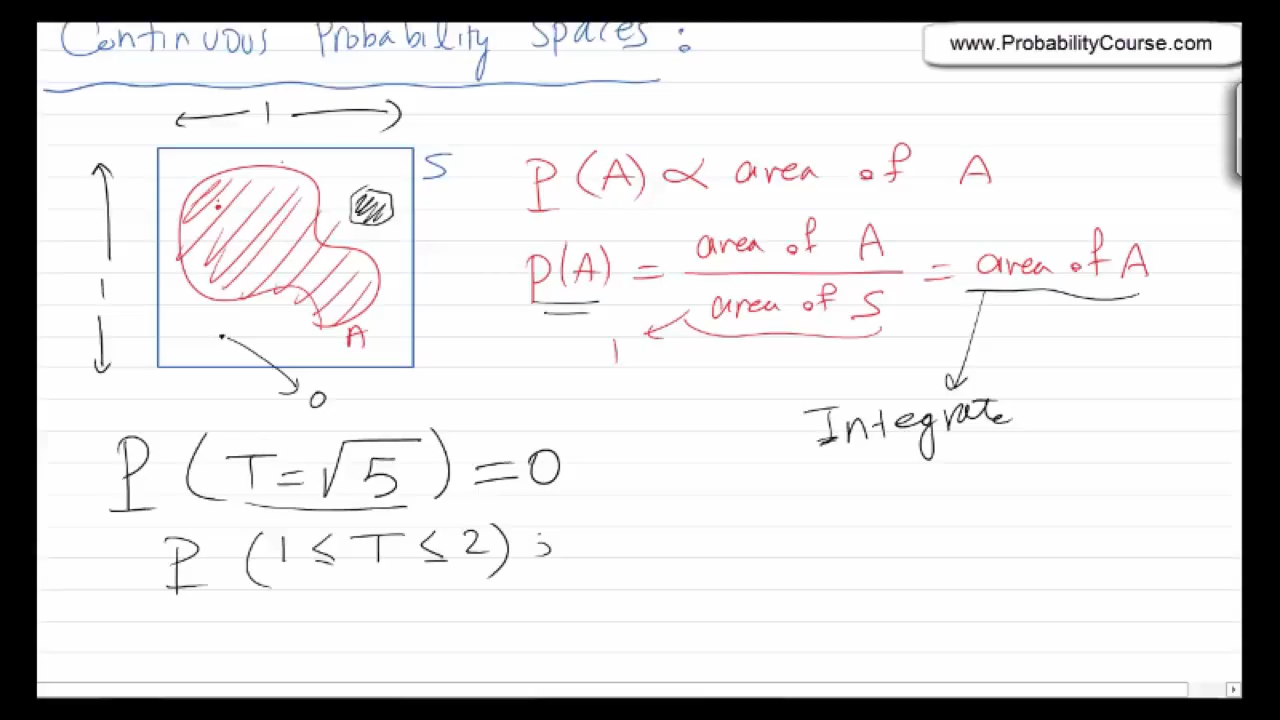 Continuous Probability Spaces :
www.ProbabilityCourse.com
1
S
1
A
0
P(A) ∝ area of A
P(A) = area of A / area of S = area of A
1
Integrate
P(T=√5) = 0
P(1 ≤ T ≤ 2)